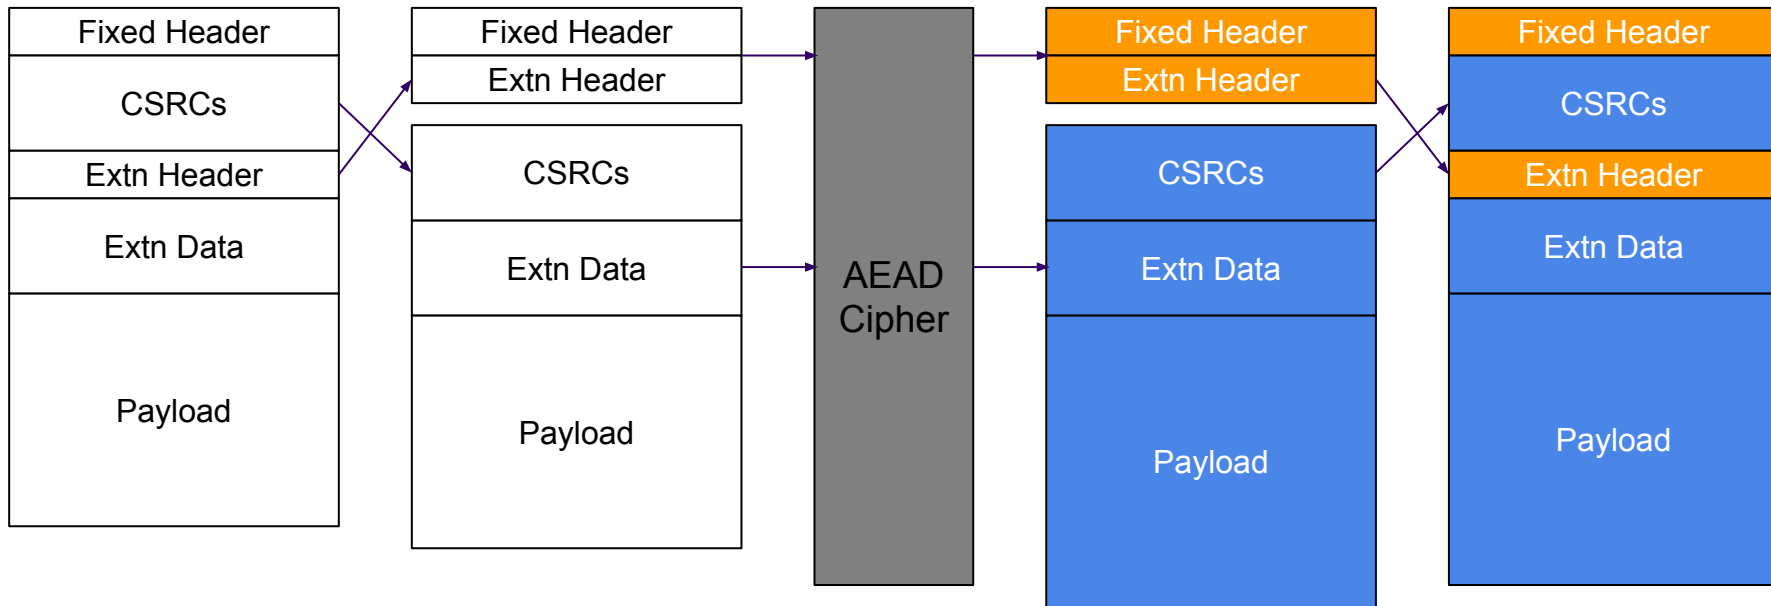 Fixed Header
CSRCs
Extn Header
Extn Data
Payload
Fixed Header
Extn Header
CSRCs
Extn Data
Payload
AEAD
Cipher
Fixed Header
Extn Header
CSRCs
Extn Data
Payload
Fixed Header
CSRCs
Extn Header
Extn Data
Payload